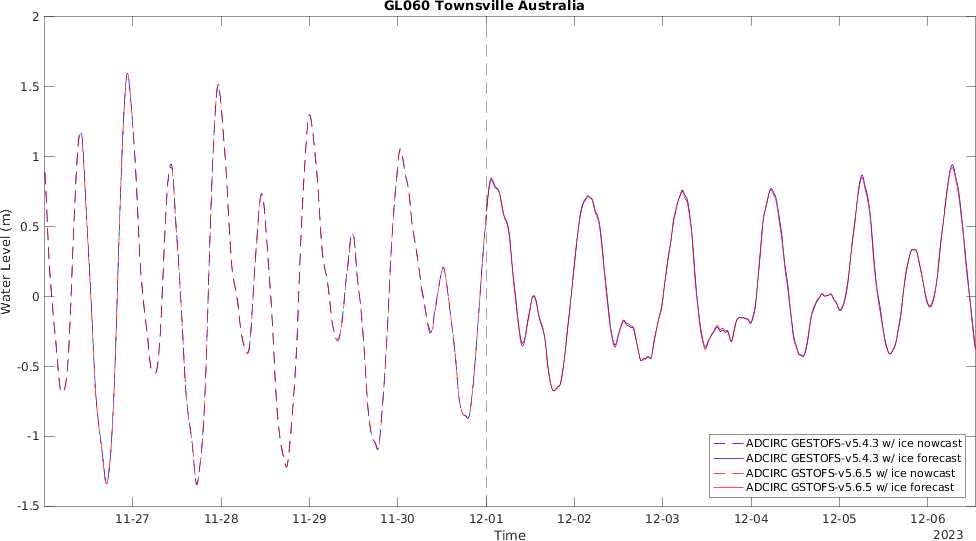 GL060 Townsville Australia
2
1.5
1
0.5
0
-0.5
-1
-1.5
Water Level (m)
ADCIRC GESTOFS-v5.4.3 w/ ice nowcast
ADCIRC GESTOFS-v5.4.3 w/ ice forecast
ADCIRC GSTOFS-v5.6.5 w/ ice nowcast
ADCIRC GSTOFS-v5.6.5 w/ ice forecast
11-27 11-28 11-29 11-30 12-01 12-02 12-03 12-04 12-05 12-06
Time
2023